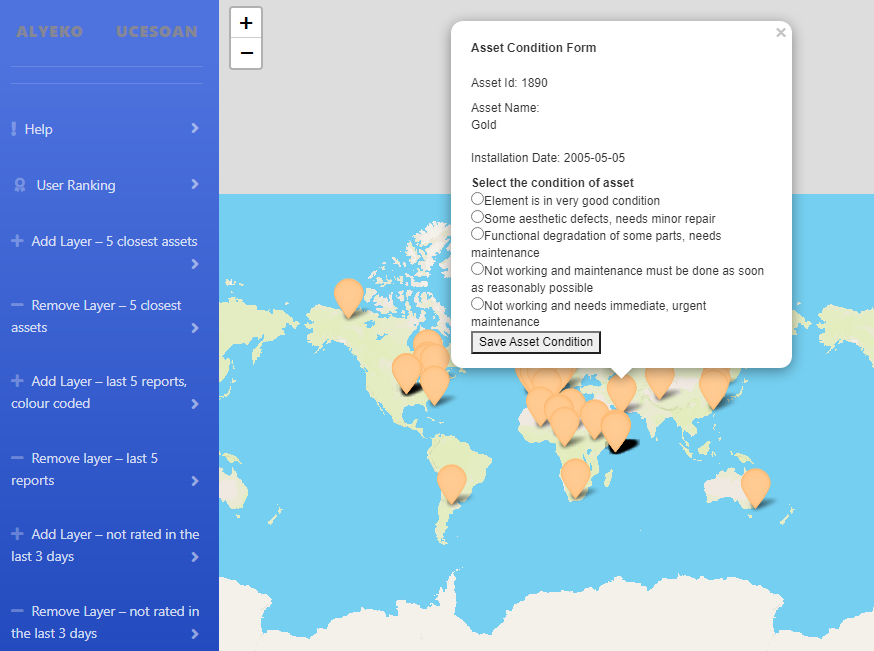 ALYEKO UCESOAN
Help
User Ranking
Add Layer – 5 closest assets
Remove Layer – 5 closest
assets
Add Layer – last 5 reports,
colour coded
Remove layer – last 5
reports
Add Layer – not rated in the
last 3 days
Remove Layer – not rated in
the last 3 days
+
−
×
Asset Condition Form
Asset Id: 1890
Asset Name:
Gold
Installation Date: 2005-05-05
Select the condition of asset
Element is in very good condition
Some aesthetic defects, needs minor repair
Functional degradation of some parts, needs
maintenance
Not working and maintenance must be done as soon
as reasonably possible
Not working and needs immediate, urgent
maintenance
Save Asset Condition